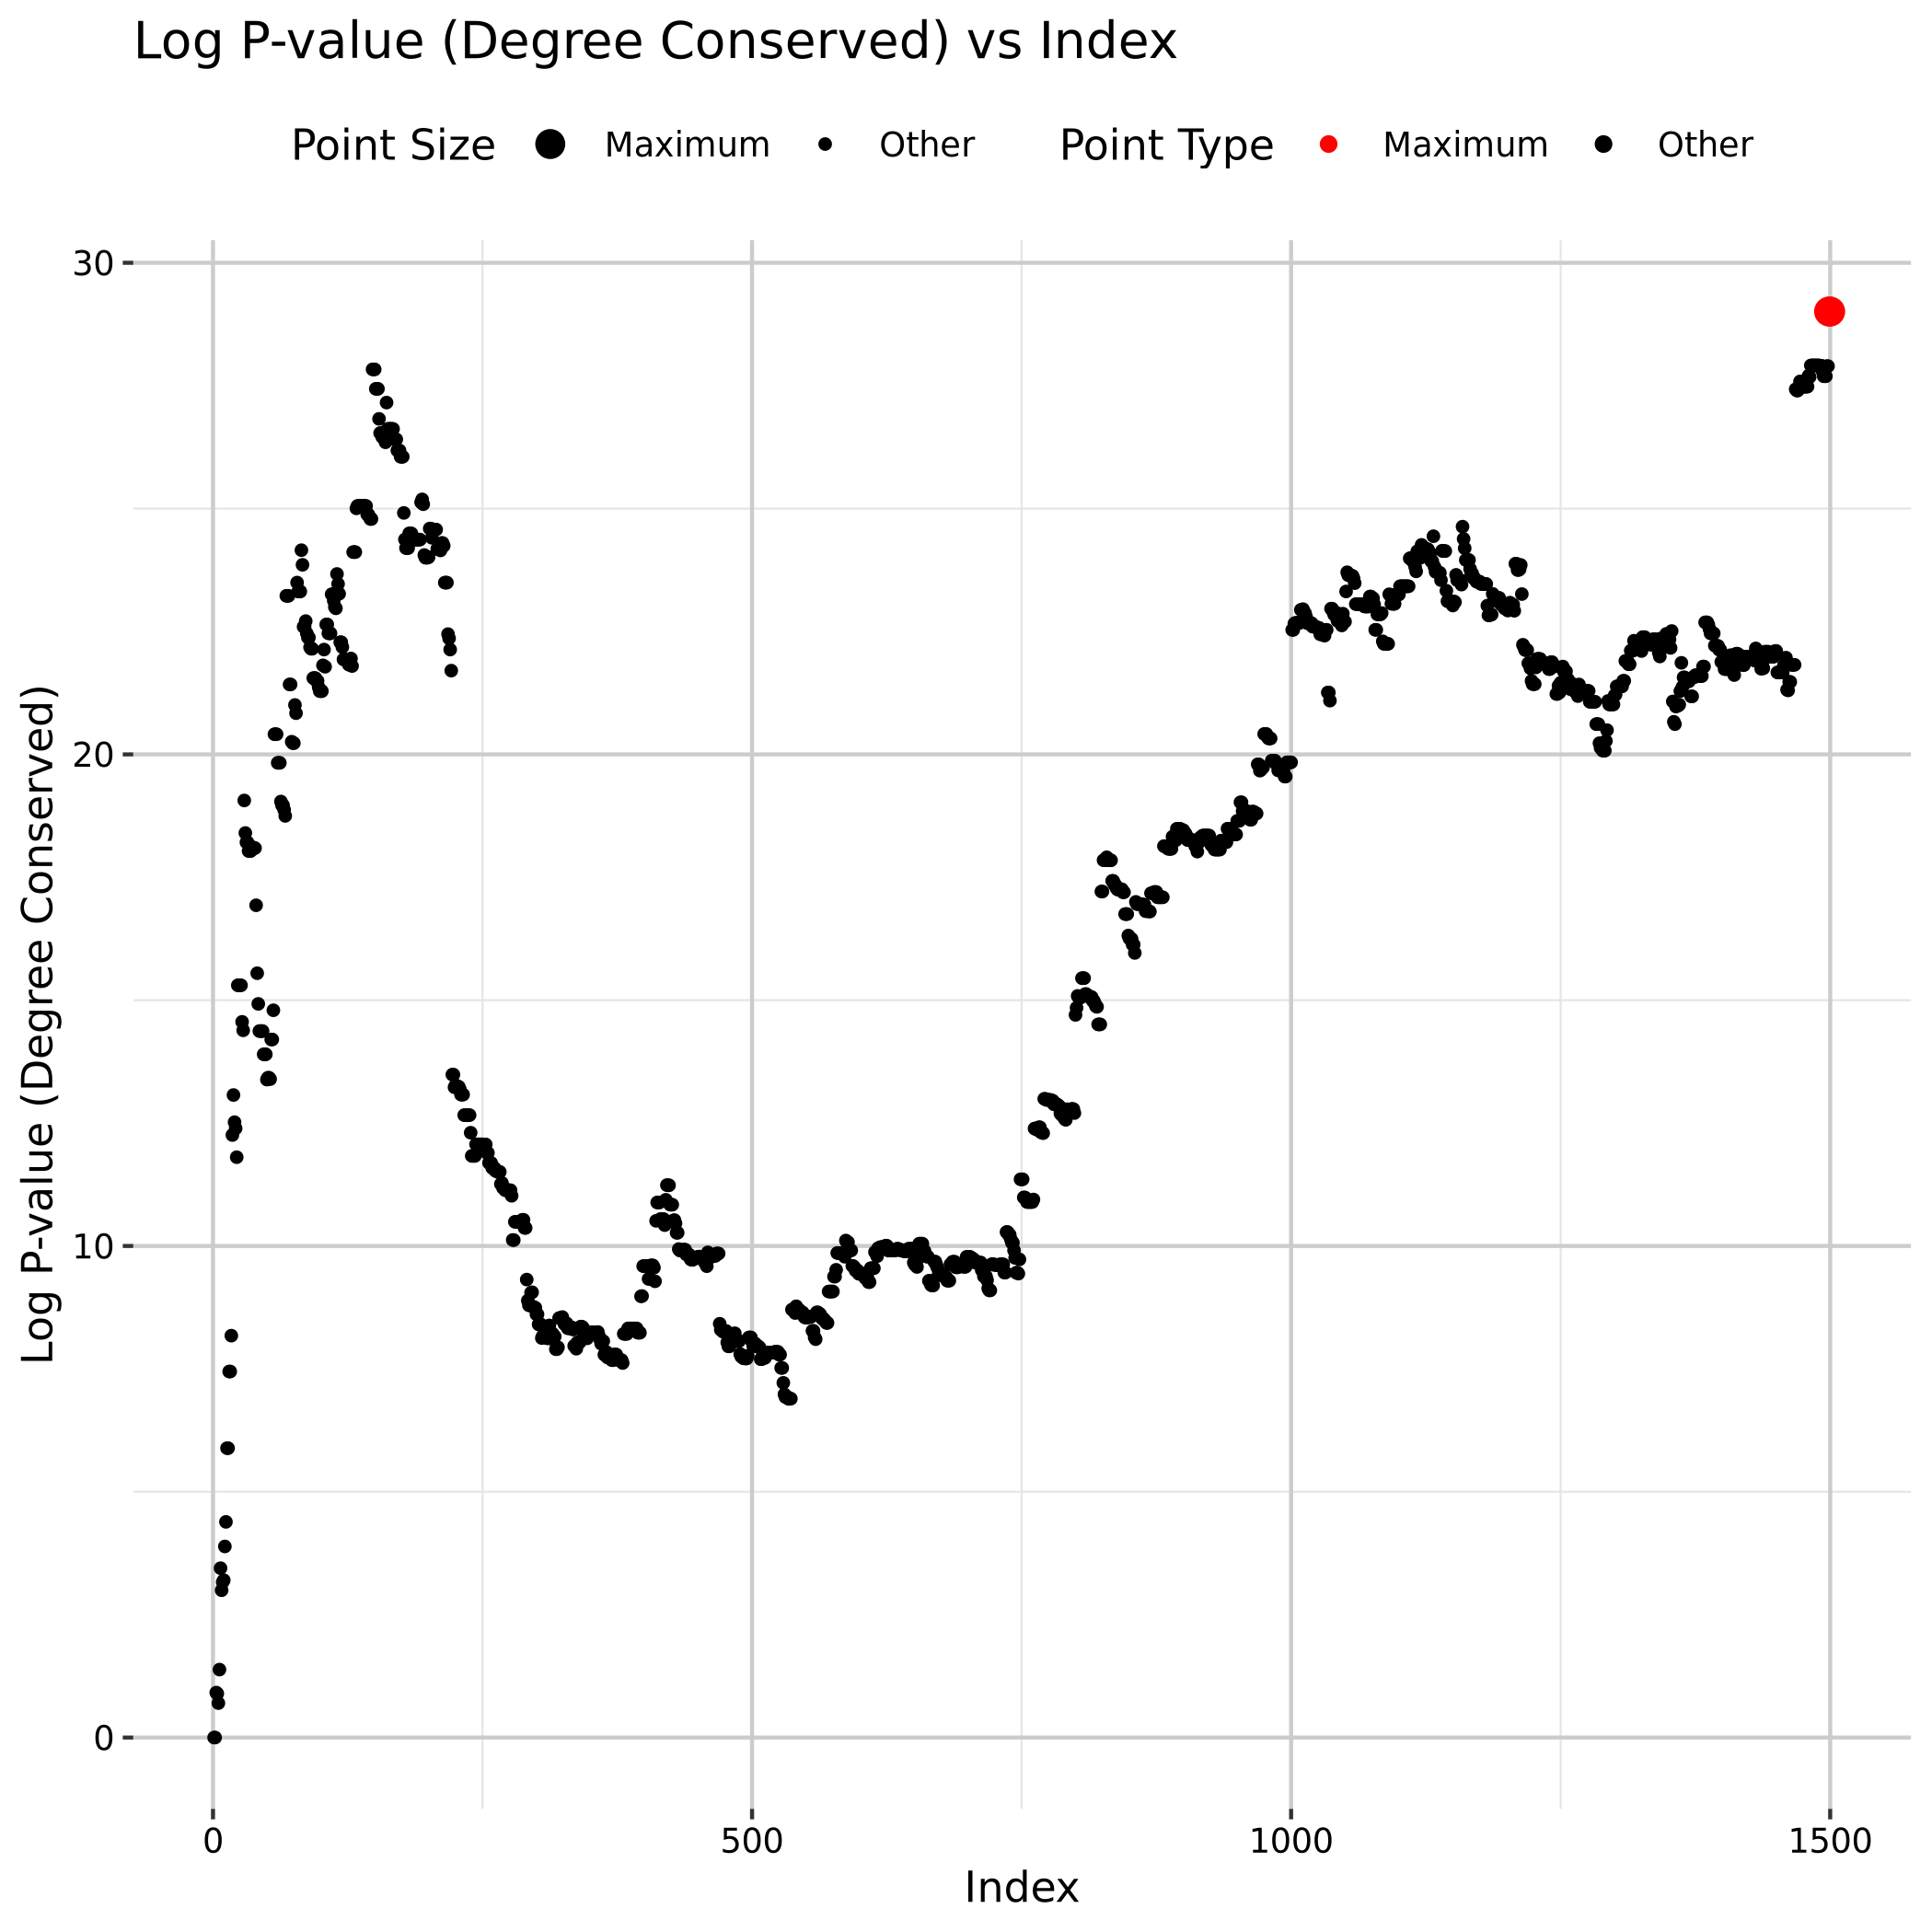 Log P-value (Degree Conserved) vs Index
Point Size Maximum Other Point Type Maximum Other
30
20
10
0
Log P-value (Degree Conserved)
0 500 1000 1500
Index